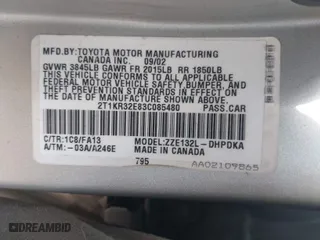 MFD.BY:TOYOTA MOTOR MANUFACTURING
CANADA INC. 09/02
GVWR 3845LB GAWR FR 2015LB RR 1850LB
THIS VEHICLE CONFORMS TO ALL APPLICABLE
FEDERAL MOTOR VEHICLE SAFETY, BUMPER,
AND THEFT PREVENTION STANDARDS IN EFFECT
ON THE DATE OF MANUFACTURE SHOWN ABOVE.
2T1KR32E83C085480 PASS.CAR
C/TR:1C8/FA13 MODEL:ZZE132L-DHPDKA
A/TM:-03A/A246E MADE IN CANADA
795
AA02109865